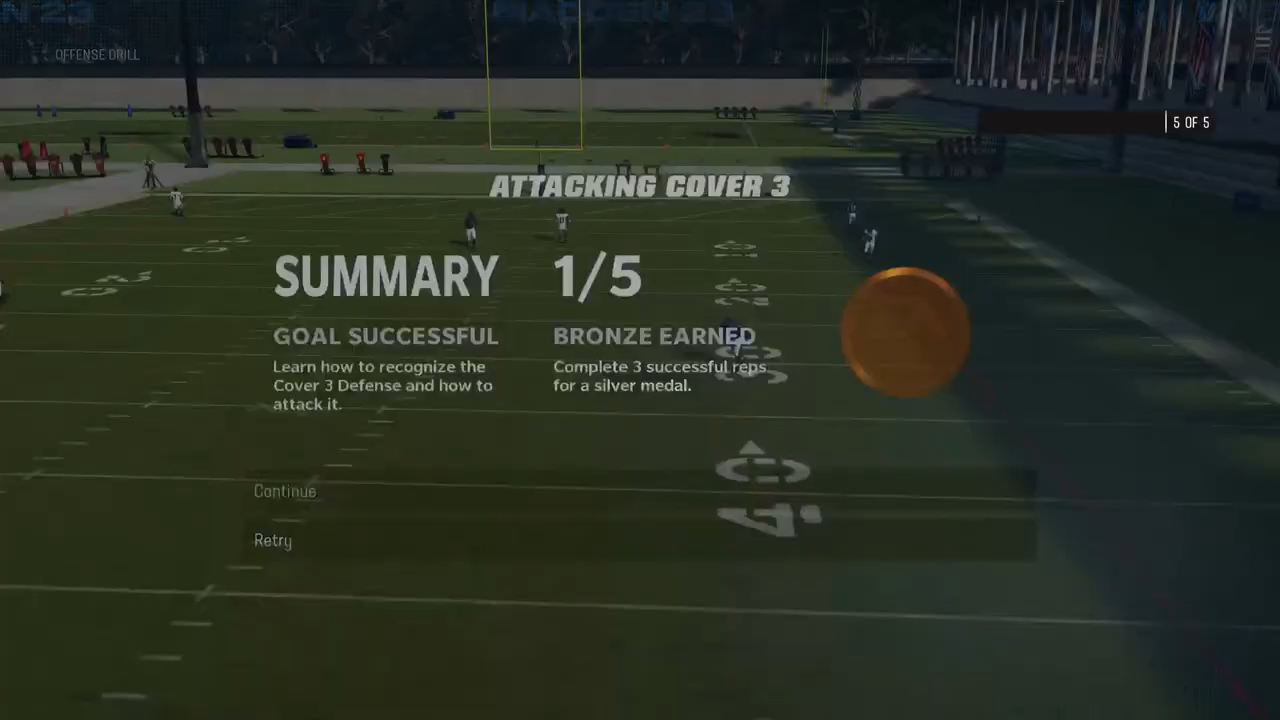 OFFENSE DRILL
5 OF 5
ATTACKING COVER 3
SUMMARY 1/5
GOAL SUCCESSFUL
Learn how to recognize the
Cover 3 Defense and how to
attack it.
BRONZE EARNED
Complete 3 successful reps
for a silver medal.
Continue
Retry